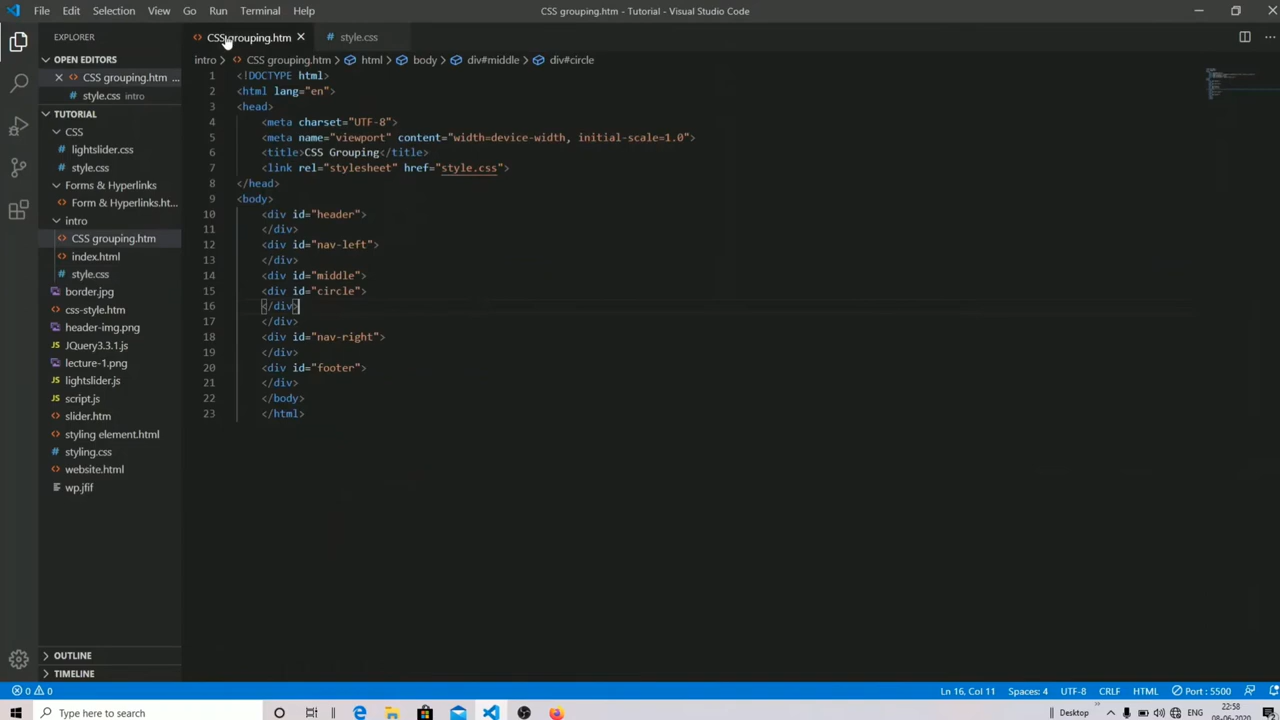 File Edit Selection View Go Run Terminal Help
CSS grouping.htm - Tutorial - Visual Studio Code
EXPLORER
OPEN EDITORS
CSS grouping.htm ...
style.css intro
TUTORIAL
CSS
lightslider.css
style.css
Forms & Hyperlinks
Form & Hyperlinks.ht...
intro
CSS grouping.htm
index.html
style.css
border.jpg
css-style.htm
header-img.png
JQuery3.3.1.js
lecture-1.png
lightslider.js
script.js
slider.htm
styling element.html
styling.css
website.html
wp.jfif
OUTLINE
TIMELINE
CSS grouping.htm style.css
intro > CSS grouping.htm > html > body > div#middle > div#circle
1 <!DOCTYPE html>
2 <html lang="en">
3 <head>
4 <meta charset="UTF-8">
5 <meta name="viewport" content="width=device-width, initial-scale=1.0">
6 <title>CSS Grouping</title>
7 <link rel="stylesheet" href="style.css">
8 </head>
9 <body>
10 <div id="header">
11 </div>
12 <div id="nav-left">
13 </div>
14 <div id="middle">
15 <div id="circle">
16 </div>
17 </div>
18 <div id="nav-right">
19 </div>
20 <div id="footer">
21 </div>
22 </body>
23 </html>
0 0
Ln 16, Col 11 Spaces: 4 UTF-8 CRLF HTML Port : 5500
Type here to search
Desktop ENG 22:58
08-06-2020